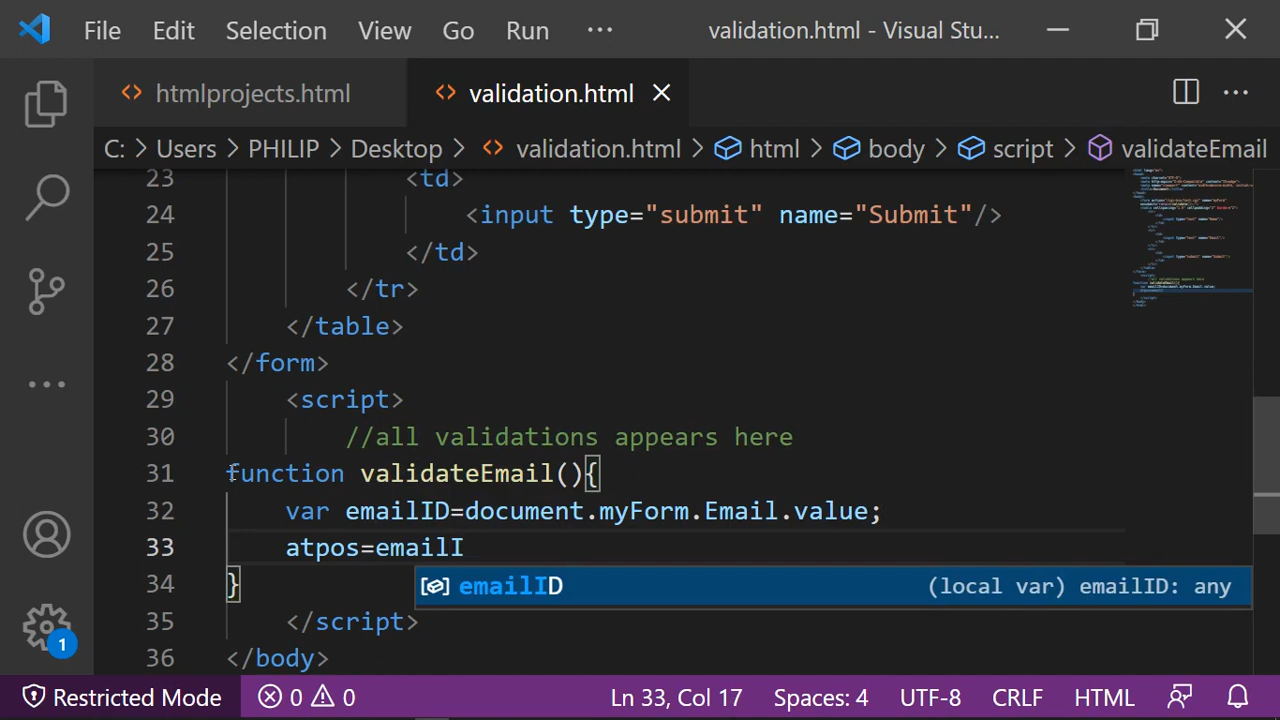 File Edit Selection View Go Run ··· validation.html - Visual Stu...
htmlprojects.html validation.html
C: > Users > PHILIP > Desktop > validation.html > html > body > script > validateEmail
23 <td>
24 <input type="submit" name="Submit"/>
25 </td>
26 </tr>
27 </table>
28 </form>
29 <script>
30 //all validations appears here
31 function validateEmail(){
32 var emailID=document.myForm.Email.value;
33 atpos=emailI
34 }
emailID (local var) emailID: any
35 </script>
36 </body>
1
Restricted Mode 0 0 Ln 33, Col 17 Spaces: 4 UTF-8 CRLF HTML